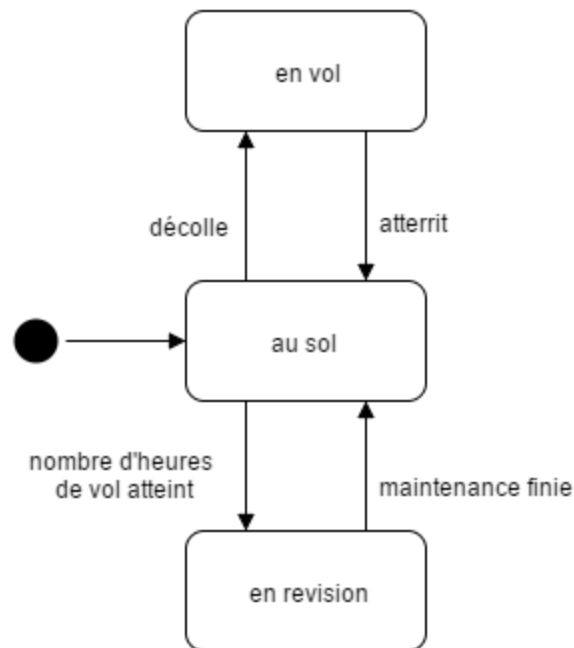 en vol
décolle
atterrit
au sol
nombre d'heures
de vol atteint
maintenance finie
en revision